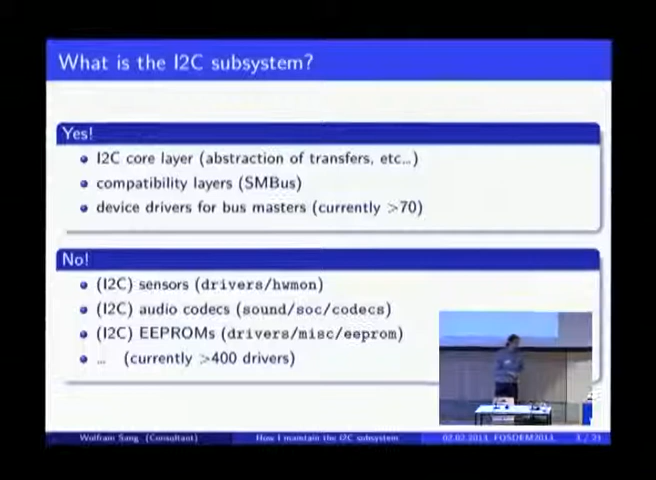 What is the I2C subsystem?
Yes!
I2C core layer (abstraction of transfers, etc...)
compatibility layers (SMBus)
device drivers for bus masters (currently >70)
No!
(I2C) sensors (drivers/hwmon)
(I2C) audio codecs (sound/soc/codecs)
(I2C) EEPROMs (drivers/misc/eeprom)
... (currently >400 drivers)
Wolfram Sang (Consultant) How I maintain the I2C subsystem 02.02.2013, FOSDEM2013 3 / 21